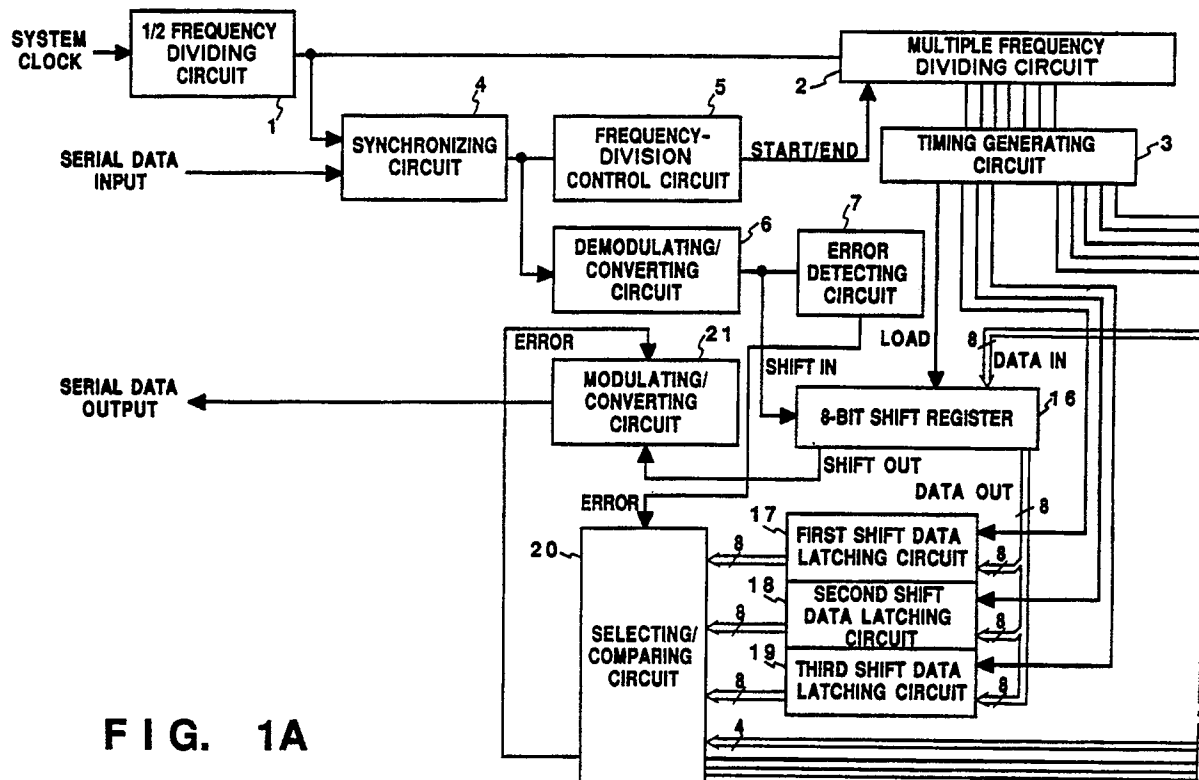 1/2 FREQUENCY
DIVIDING
CIRCUIT
1
SYSTEM
CLOCK
MULTIPLE FREQUENCY
DIVIDING CIRCUIT
2
4
SYNCHRONIZING
CIRCUIT
5
FREQUENCY-
DIVISION
CONTROL CIRCUIT
START/END
TIMING GENERATING
CIRCUIT
3
SERIAL DATA
INPUT
6
DEMODULATING/
CONVERTING
CIRCUIT
7
ERROR
DETECTING
CIRCUIT
ERROR
21
MODULATING/
CONVERTING
CIRCUIT
SERIAL DATA
OUTPUT
SHIFT IN
LOAD
8
DATA IN
8-BIT SHIFT REGISTER
16
SHIFT OUT
DATA OUT
8
ERROR
17
FIRST SHIFT DATA
LATCHING CIRCUIT
8
8
18
SECOND SHIFT
DATA LATCHING
CIRCUIT
8
8
19
THIRD SHIFT DATA
LATCHING CIRCUIT
8
8
20
SELECTING/
COMPARING
CIRCUIT
4
FIG. 1A